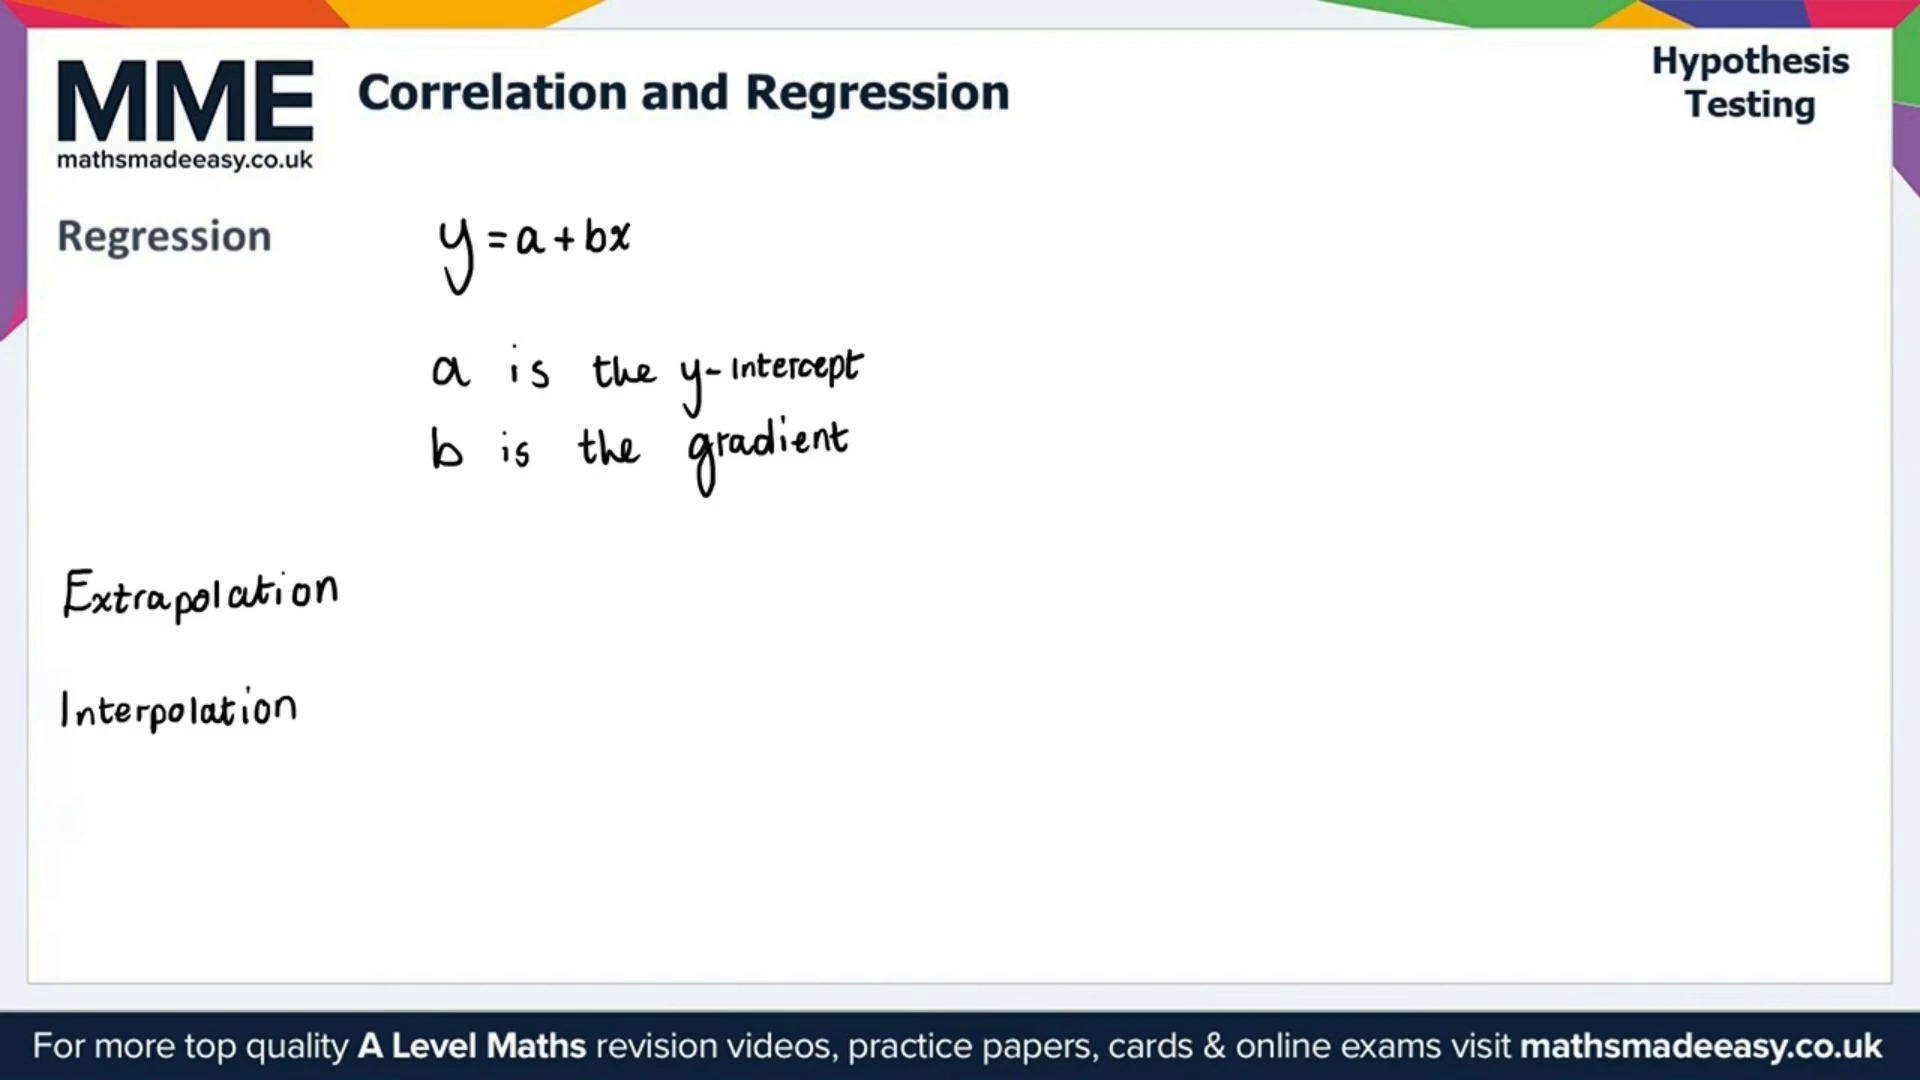 MME
mathsmadeeasy.co.uk
Correlation and Regression
Hypothesis
Testing
Regression
y = a + bx
a is the y-intercept
b is the gradient
Extrapolation
Interpolation
For more top quality A Level Maths revision videos, practice papers, cards & online exams visit mathsmadeeasy.co.uk